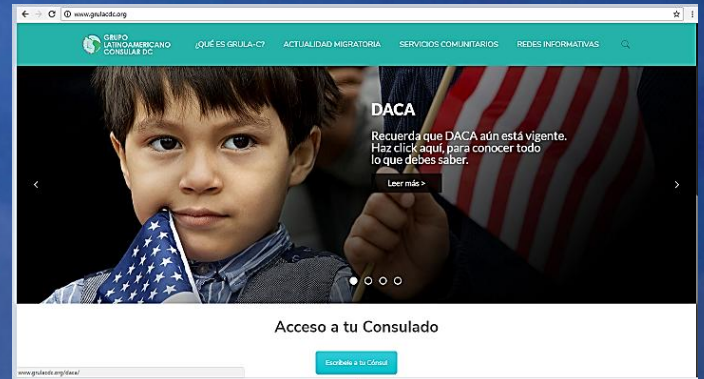 www.grulacdc.org
GRUPO
LATINOAMERICANO
CONSULAR DC
¿QUÉ ES GRULA-C?
ACTUALIDAD MIGRATORIA
SERVICIOS COMUNITARIOS
REDES INFORMATIVAS
DACA
Recuerda que DACA aún está vigente.
Haz click aquí, para conocer todo
lo que debes saber.
Leer más >
Acceso a tu Consulado
Escríbele a tu Cónsul
www.grulacdc.org/daca/